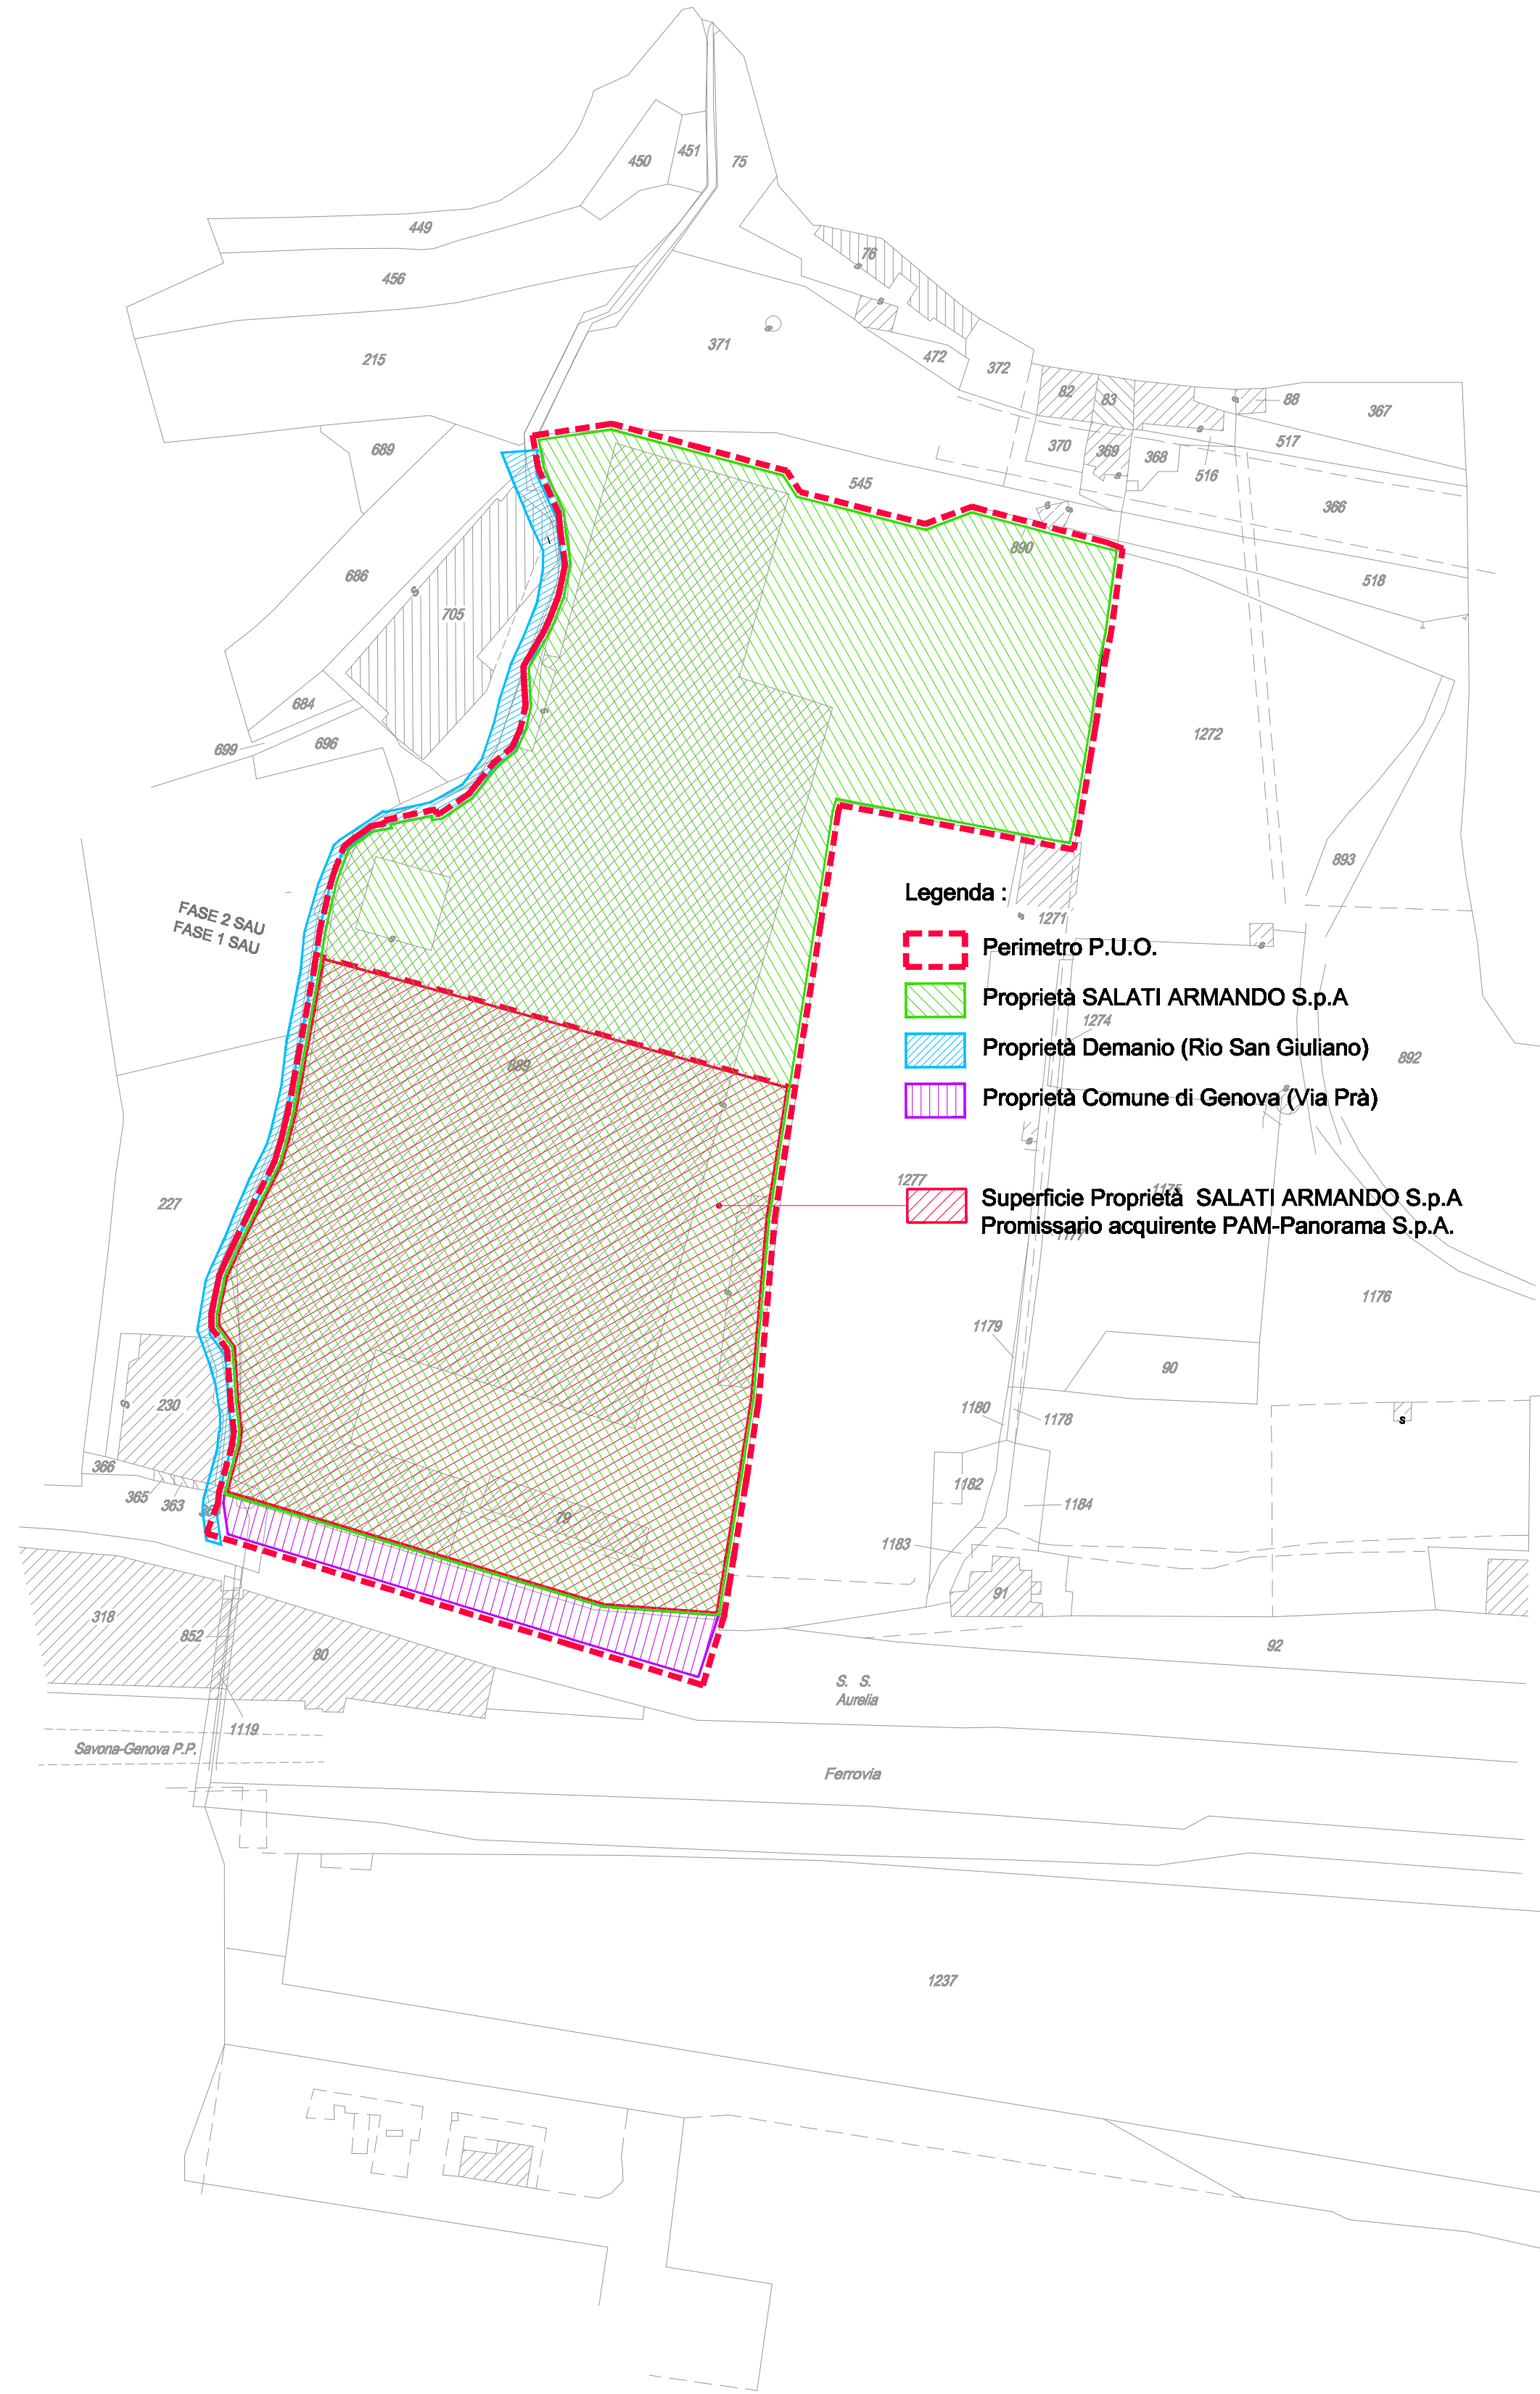 450
451
75
449
76
s
s
456
s
371
472
372
215
82
83
s
88
367
689
370
369
368
s
516
517
s
545
s
s
366
890
686
s
705
518
684
s
699
696
1272
893
Legenda :
FASE 2 SAU
FASE 1 SAU
s
s
1271
s
Perimetro P.U.O.
Proprietà SALATI ARMANDO S.p.A
1274
Proprietà Demanio (Rio San Giuliano)
892
689
s
s
Proprietà Comune di Genova (Via Prà)
s
227
1277
1175
Superficie Proprietà SALATI ARMANDO S.p.A
Promissario acquirente PAM-Panorama S.p.A.
1177
s
1176
1179
90
s
230
1180
1178
s
366
365
363
1182
1184
79
1183
91
318
852
80
92
S. S.
Aurelia
1119
Savona-Genova P.P.
Ferrovia
1237